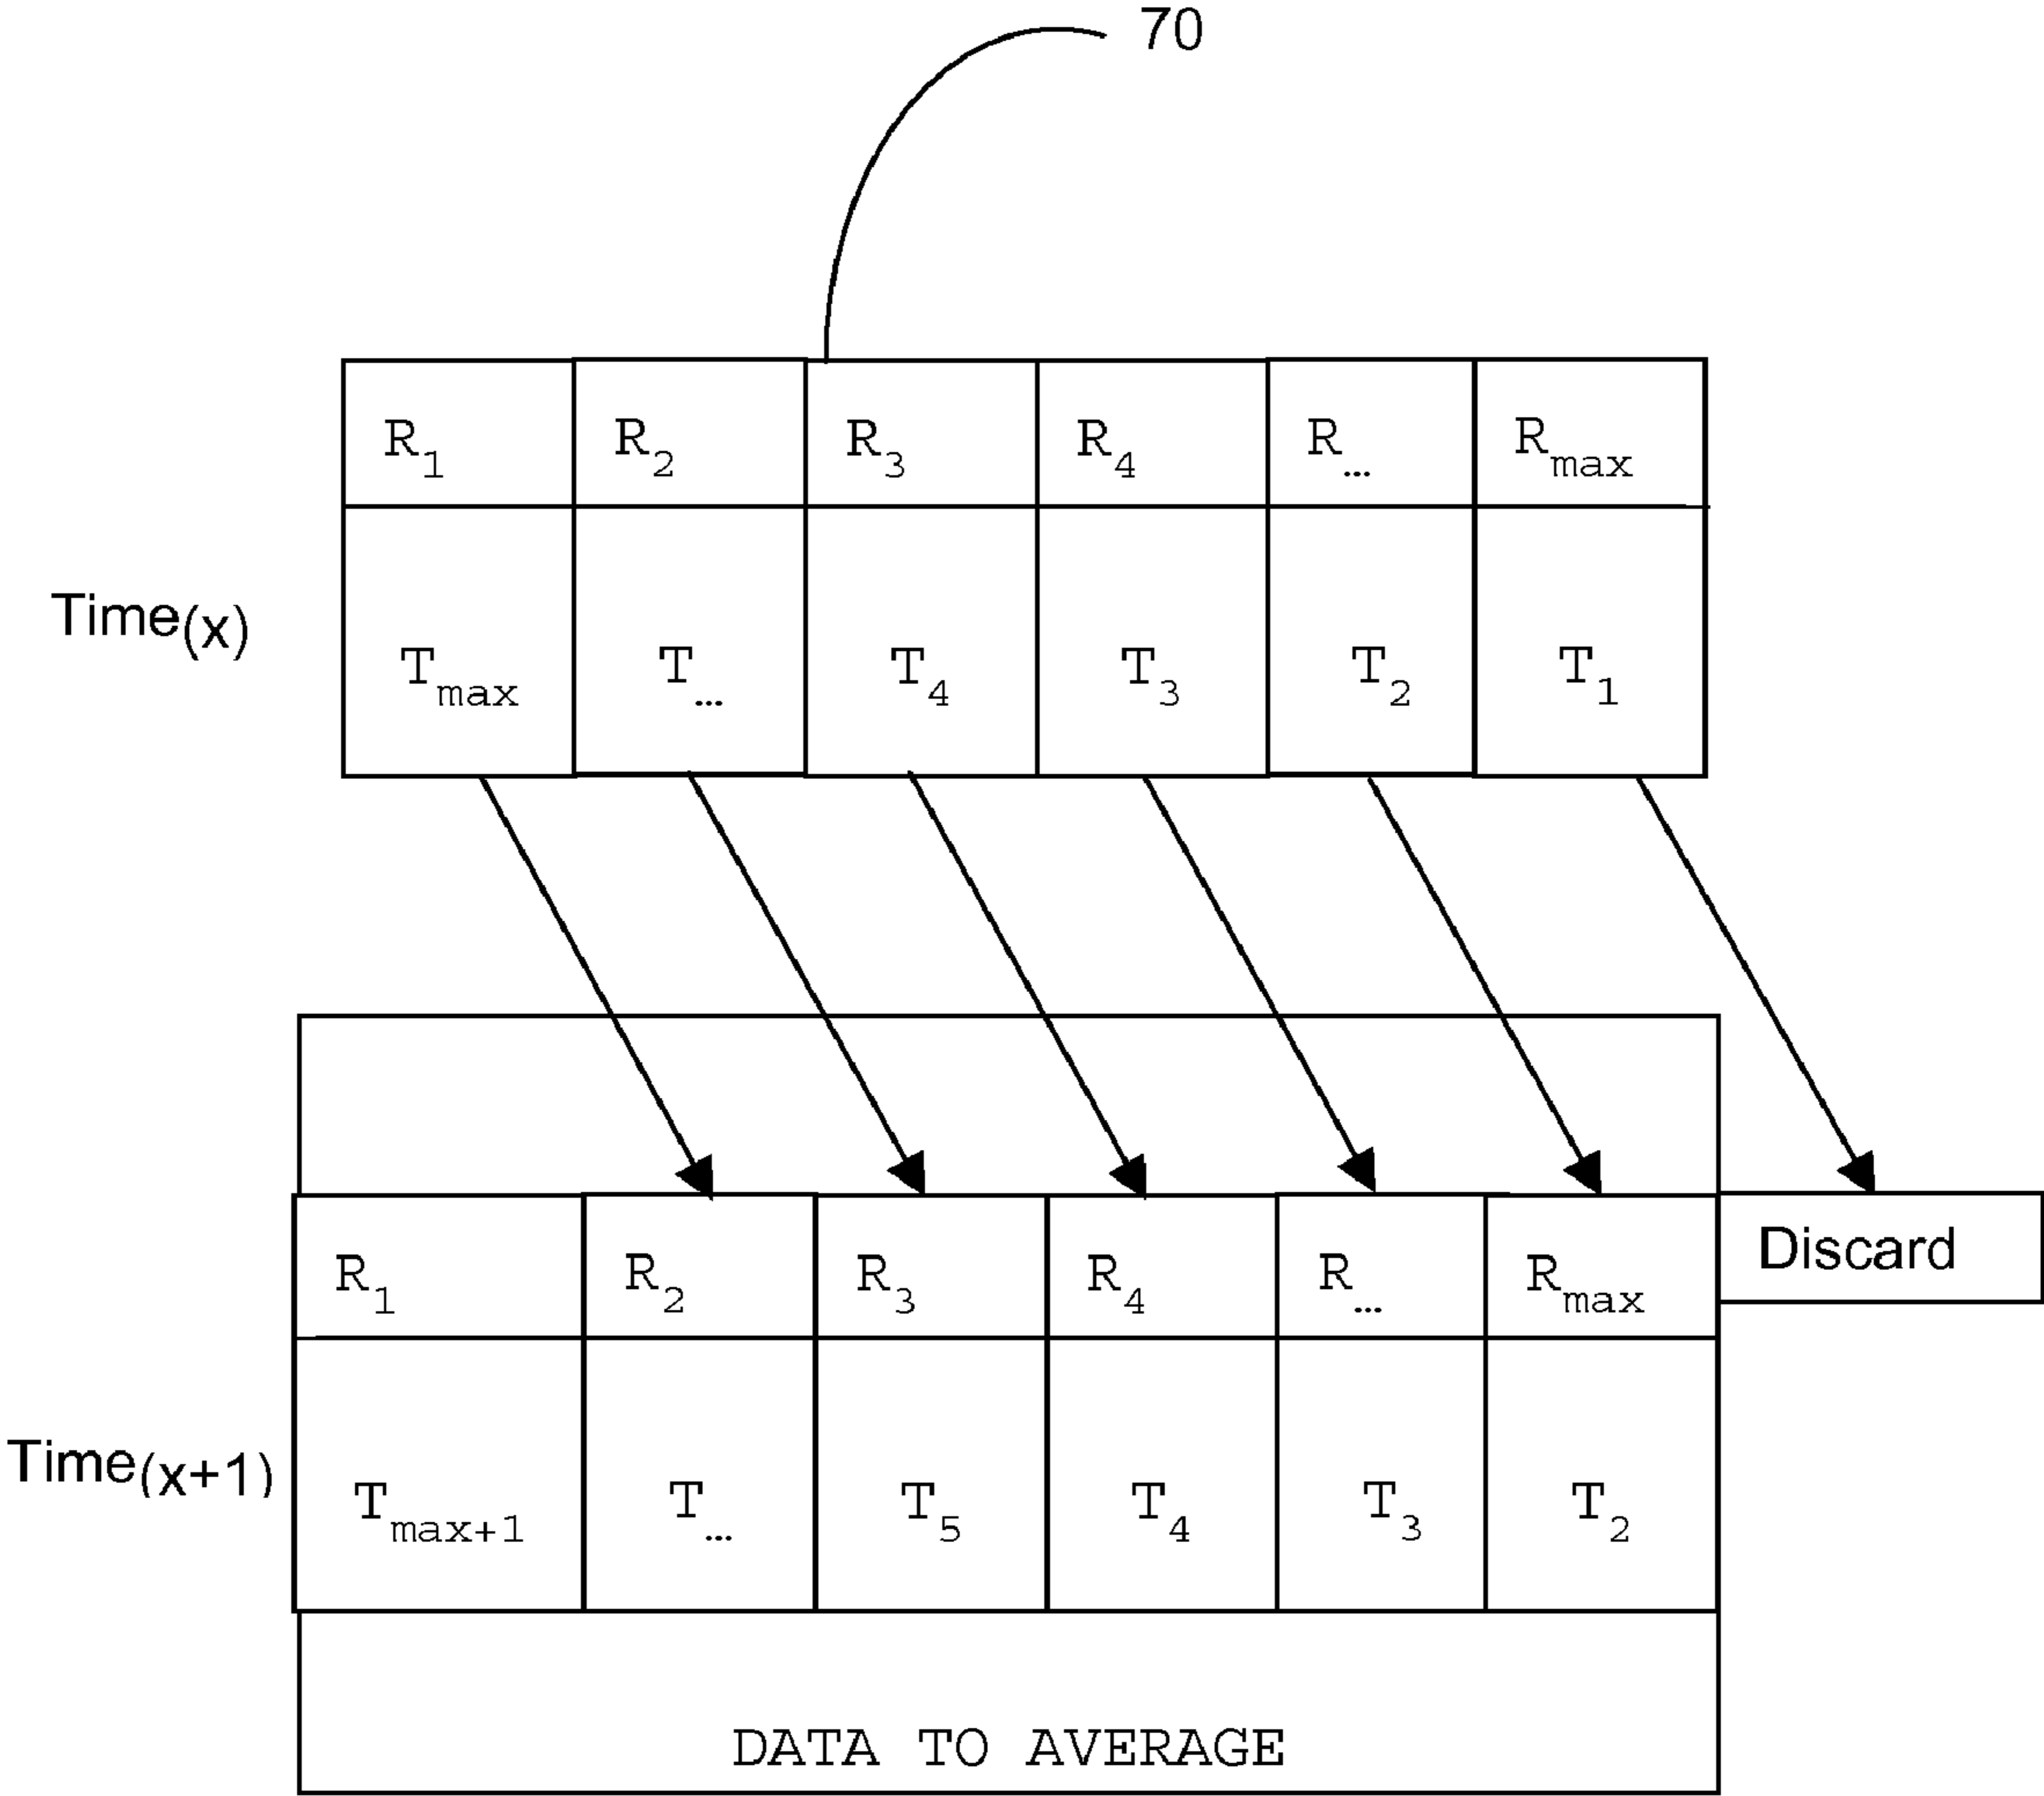 70
R1 R2 R3 R4 R... Rmax
Time(x)
Tmax T... T4 T3 T2 T1
R1 R2 R3 R4 R... Rmax Discard
Time(x+1)
Tmax+1 T... T5 T4 T3 T2
DATA TO AVERAGE